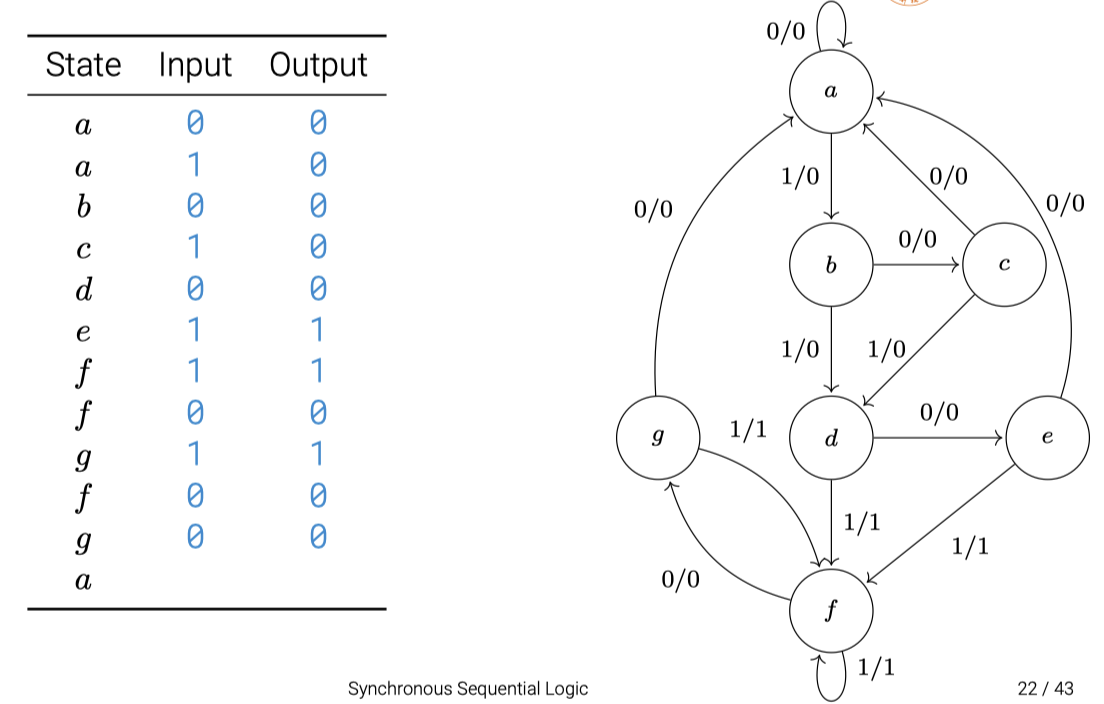 State Input Output
a 0 0
a 1 0
b 0 0
c 1 0
d 0 0
e 1 1
f 1 1
f 0 0
g 1 1
f 0 0
g 0 0
a
0/0
a
1/0
0/0
0/0
0/0
0/0
b
c
1/0
1/0
0/0
1/1
g
d
e
1/1
1/1
0/0
f
1/1
Synchronous Sequential Logic
22 / 43